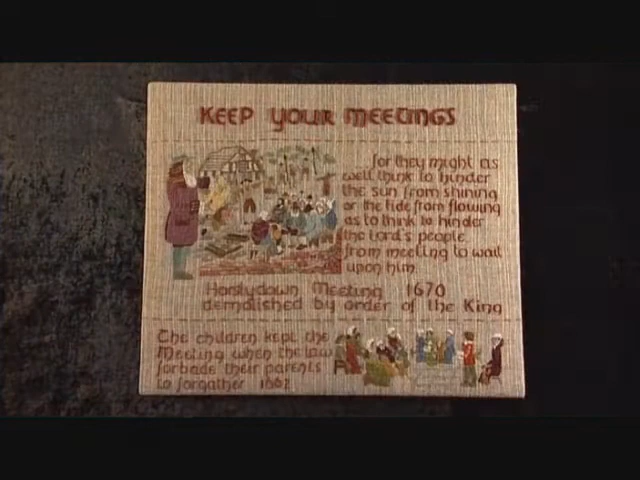 KEEP YOUR MEETINGS
for they might as
well think to hinder
the sun from shining
or the tide from flowing
as to think to hinder
the Lord's people
from meeting to wait
upon him.
Horslydown Meeting 1670
demolished by order of the King
The children kept the
Meeting when the law
forbade their parents
to forgather 1662